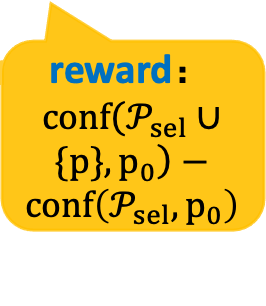 reward:
conf(𝒫sel ∪
{p}, p₀) −
conf(𝒫sel, p₀)